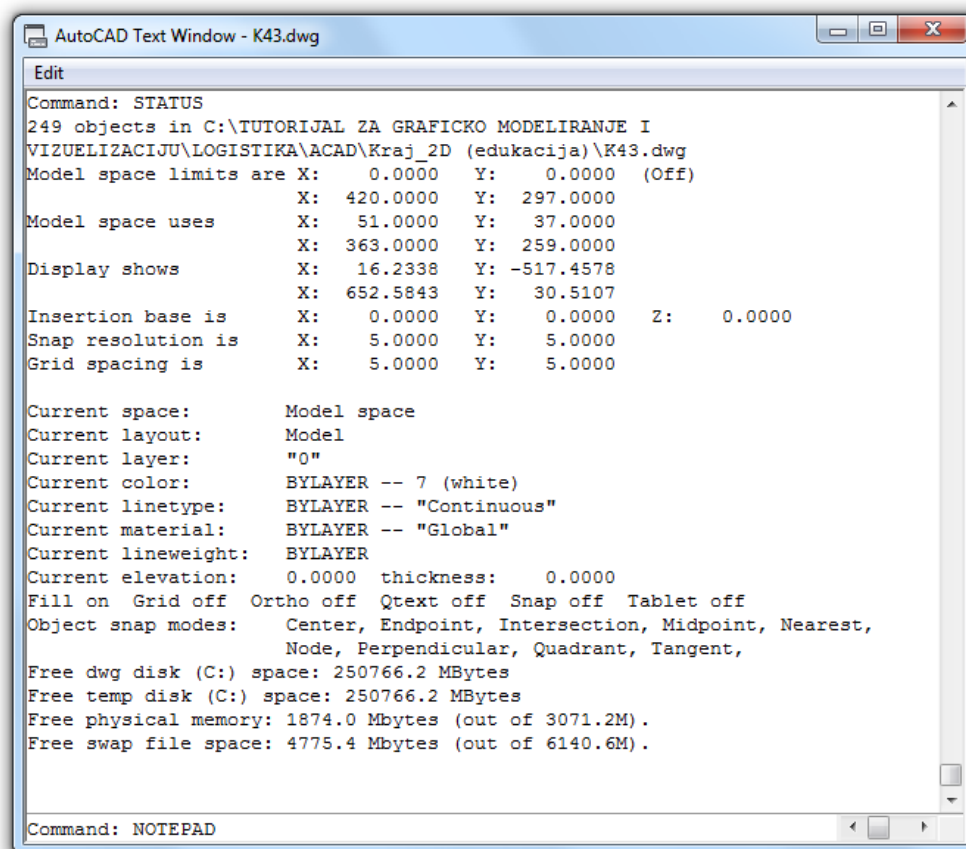 AutoCAD Text Window - K43.dwg
Edit
Command: STATUS
249 objects in C:\TUTORIJAL ZA GRAFICKO MODELIRANJE I
VIZUELIZACIJU\LOGISTIKA\ACAD\Kraj_2D (edukacija)\K43.dwg
Model space limits are X:    0.0000   Y:    0.0000  (Off)
                       X:  420.0000   Y:  297.0000
Model space uses       X:   51.0000   Y:   37.0000
                       X:  363.0000   Y:  259.0000
Display shows          X:   16.2338   Y: -517.4578
                       X:  652.5843   Y:   30.5107
Insertion base is      X:    0.0000   Y:    0.0000   Z:    0.0000
Snap resolution is     X:    5.0000   Y:    5.0000
Grid spacing is        X:    5.0000   Y:    5.0000
Current space:         Model space
Current layout:        Model
Current layer:         "0"
Current color:         BYLAYER -- 7 (white)
Current linetype:      BYLAYER -- "Continuous"
Current material:      BYLAYER -- "Global"
Current lineweight:    BYLAYER
Current elevation:     0.0000  thickness:    0.0000
Fill on  Grid off  Ortho off  Qtext off  Snap off  Tablet off
Object snap modes:     Center, Endpoint, Intersection, Midpoint, Nearest,
                       Node, Perpendicular, Quadrant, Tangent,
Free dwg disk (C:) space: 250766.2 MBytes
Free temp disk (C:) space: 250766.2 MBytes
Free physical memory: 1874.0 Mbytes (out of 3071.2M).
Free swap file space: 4775.4 Mbytes (out of 6140.6M).
Command: NOTEPAD